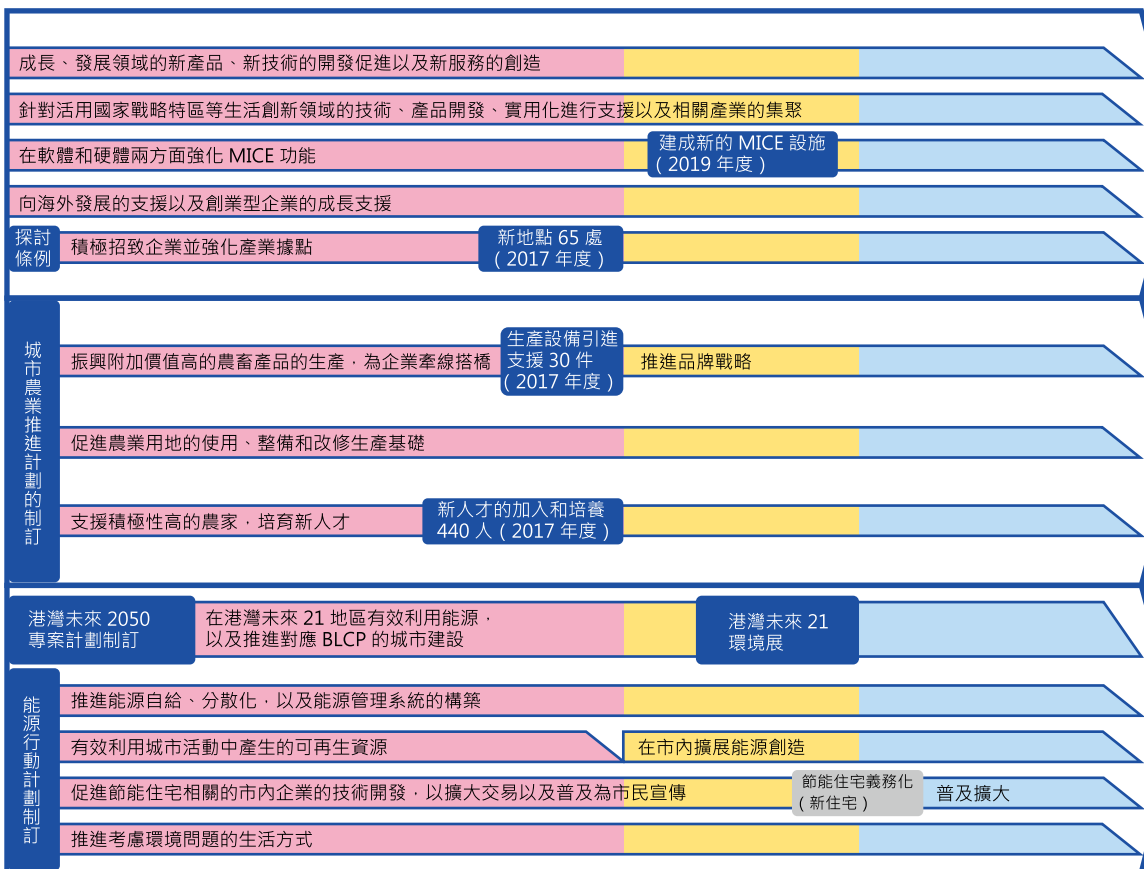 成長、發展領域的新產品、新技術的開發促進以及新服務的創造
針對活用國家戰略特區等生活創新領域的技術、產品開發、實用化進行支援以及相關產業的集聚
在軟體和硬體兩方面強化 MICE 功能
建成新的 MICE 設施
（2019 年度）
向海外發展的支援以及創業型企業的成長支援
探討
條例
積極招致企業並強化產業據點
新地點 65 處
（2017 年度）
城市農業推進計劃的制訂
振興附加價值高的農畜產品的生產，為企業牽線搭橋
生產設備引進
支援 30 件
（2017 年度）
推進品牌戰略
促進農業用地的使用、整備和改修生產基礎
支援積極性高的農家，培育新人才
新人才的加入和培養
440 人（2017 年度）
港灣未來 2050
專案計劃制訂
在港灣未來 21 地區有效利用能源，
以及推進對應 BLCP 的城市建設
港灣未來 21
環境展
能源行動計劃制訂
推進能源自給、分散化，以及能源管理系統的構築
有效利用城市活動中產生的可再生資源
在市內擴展能源創造
促進節能住宅相關的市內企業的技術開發，以擴大交易以及普及為市民宣傳
節能住宅義務化
（新住宅）
普及擴大
推進考慮環境問題的生活方式